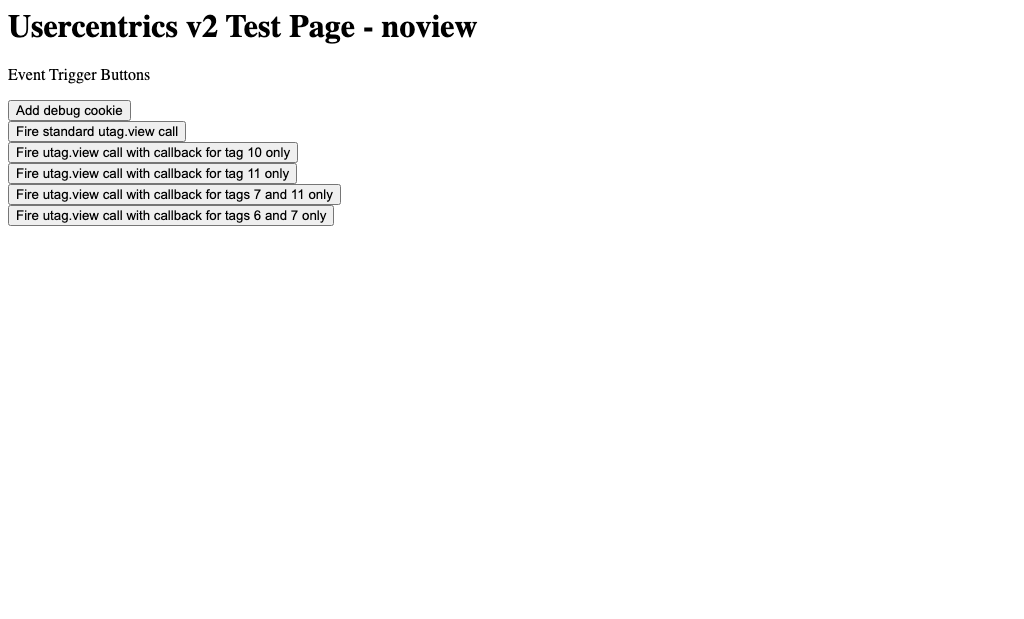 Usercentrics v2 Test Page - noview
Event Trigger Buttons
Add debug cookie
Fire standard utag.view call
Fire utag.view call with callback for tag 10 only
Fire utag.view call with callback for tag 11 only
Fire utag.view call with callback for tags 7 and 11 only
Fire utag.view call with callback for tags 6 and 7 only